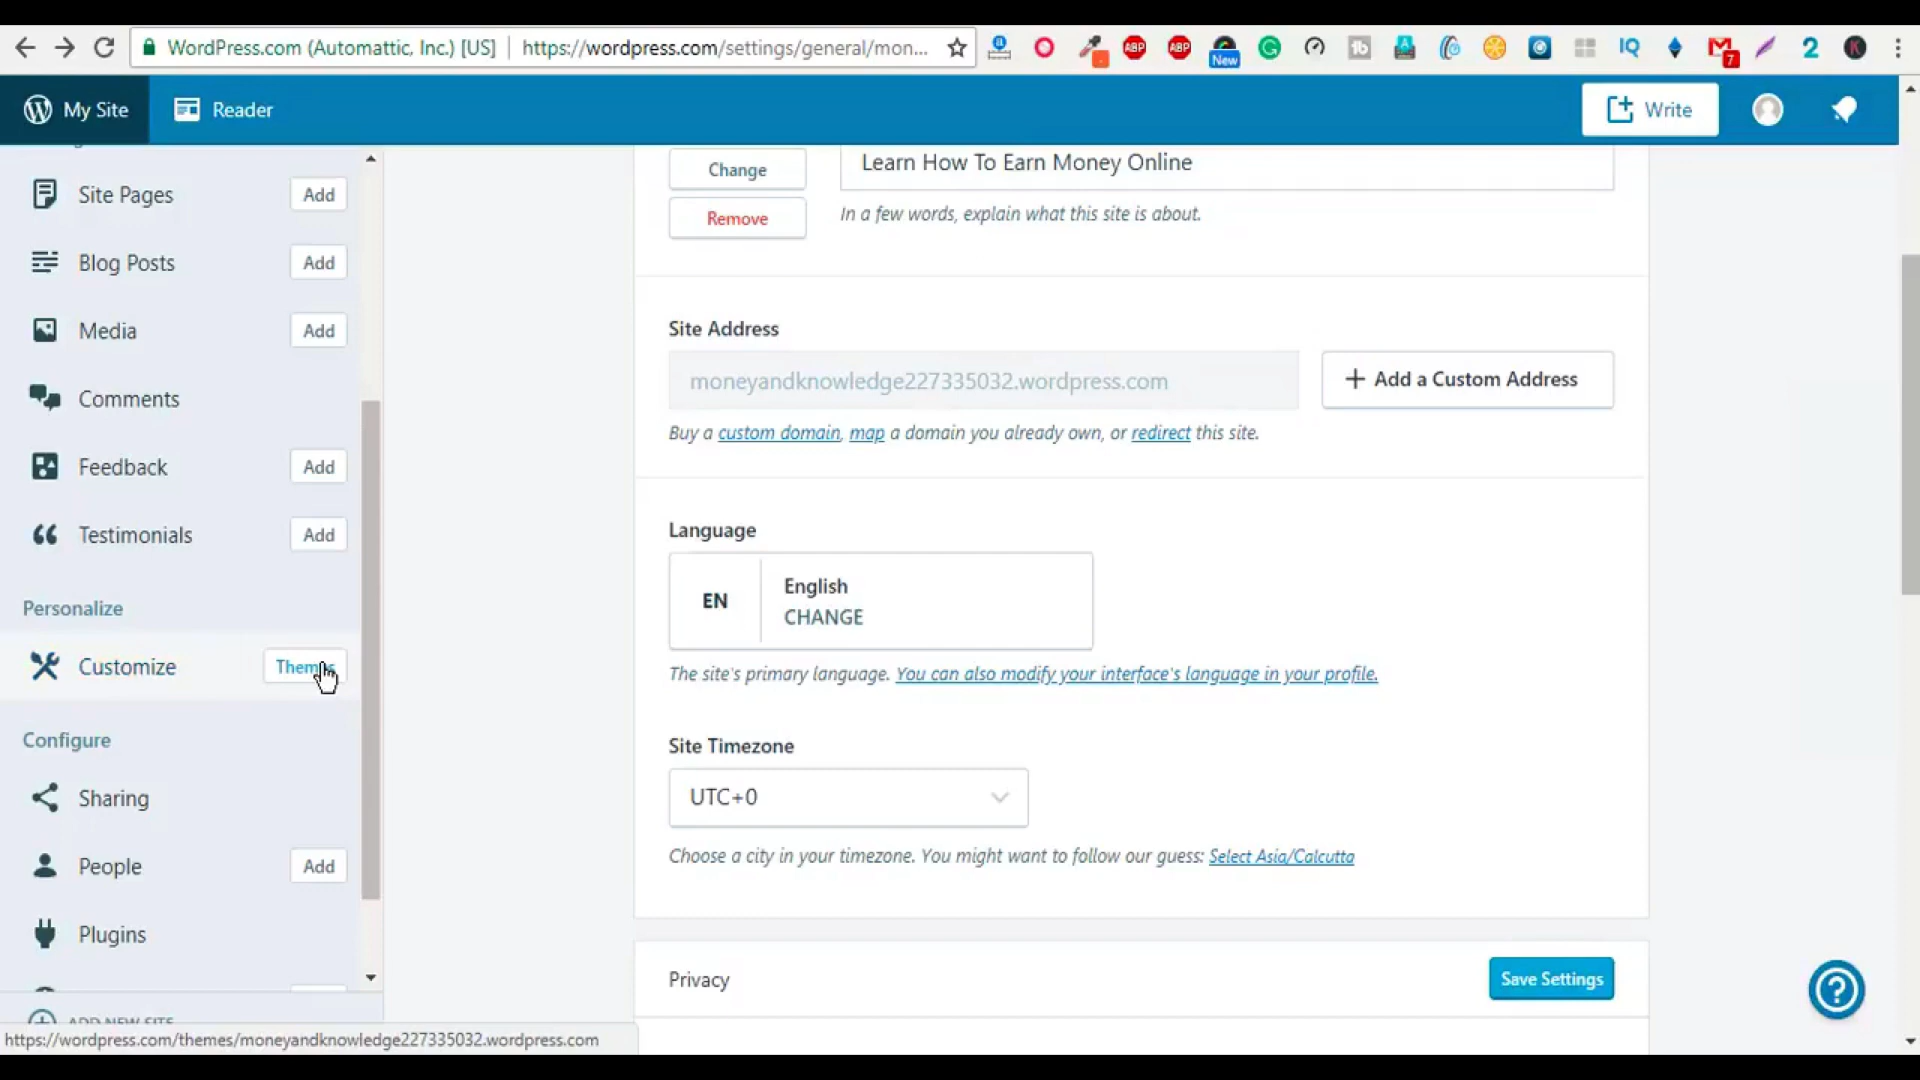 WordPress.com (Automattic, Inc.) [US]
https://wordpress.com/settings/general/mon...
ABP
ABP
New
IQ
7
2
K
My Site
Reader
Write
Site Pages
Add
Blog Posts
Add
Media
Add
Comments
Feedback
Add
Testimonials
Add
Personalize
Customize
Themes
Configure
Sharing
People
Add
Plugins
ADD NEW SITE
https://wordpress.com/themes/moneyandknowledge227335032.wordpress.com
Change
Remove
Learn How To Earn Money Online
In a few words, explain what this site is about.
Site Address
moneyandknowledge227335032.wordpress.com
Add a Custom Address
Buy a custom domain, map a domain you already own, or redirect this site.
Language
EN
English
CHANGE
The site's primary language. You can also modify your interface's language in your profile.
Site Timezone
UTC+0
Choose a city in your timezone. You might want to follow our guess: Select Asia/Calcutta
Privacy
Save Settings